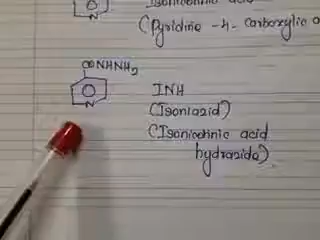 N
(Pyridine -4- Carboxylic a
CONHNH2
N
INH
(Isoniazid)
(Isonicotinic acid
hydrazide)